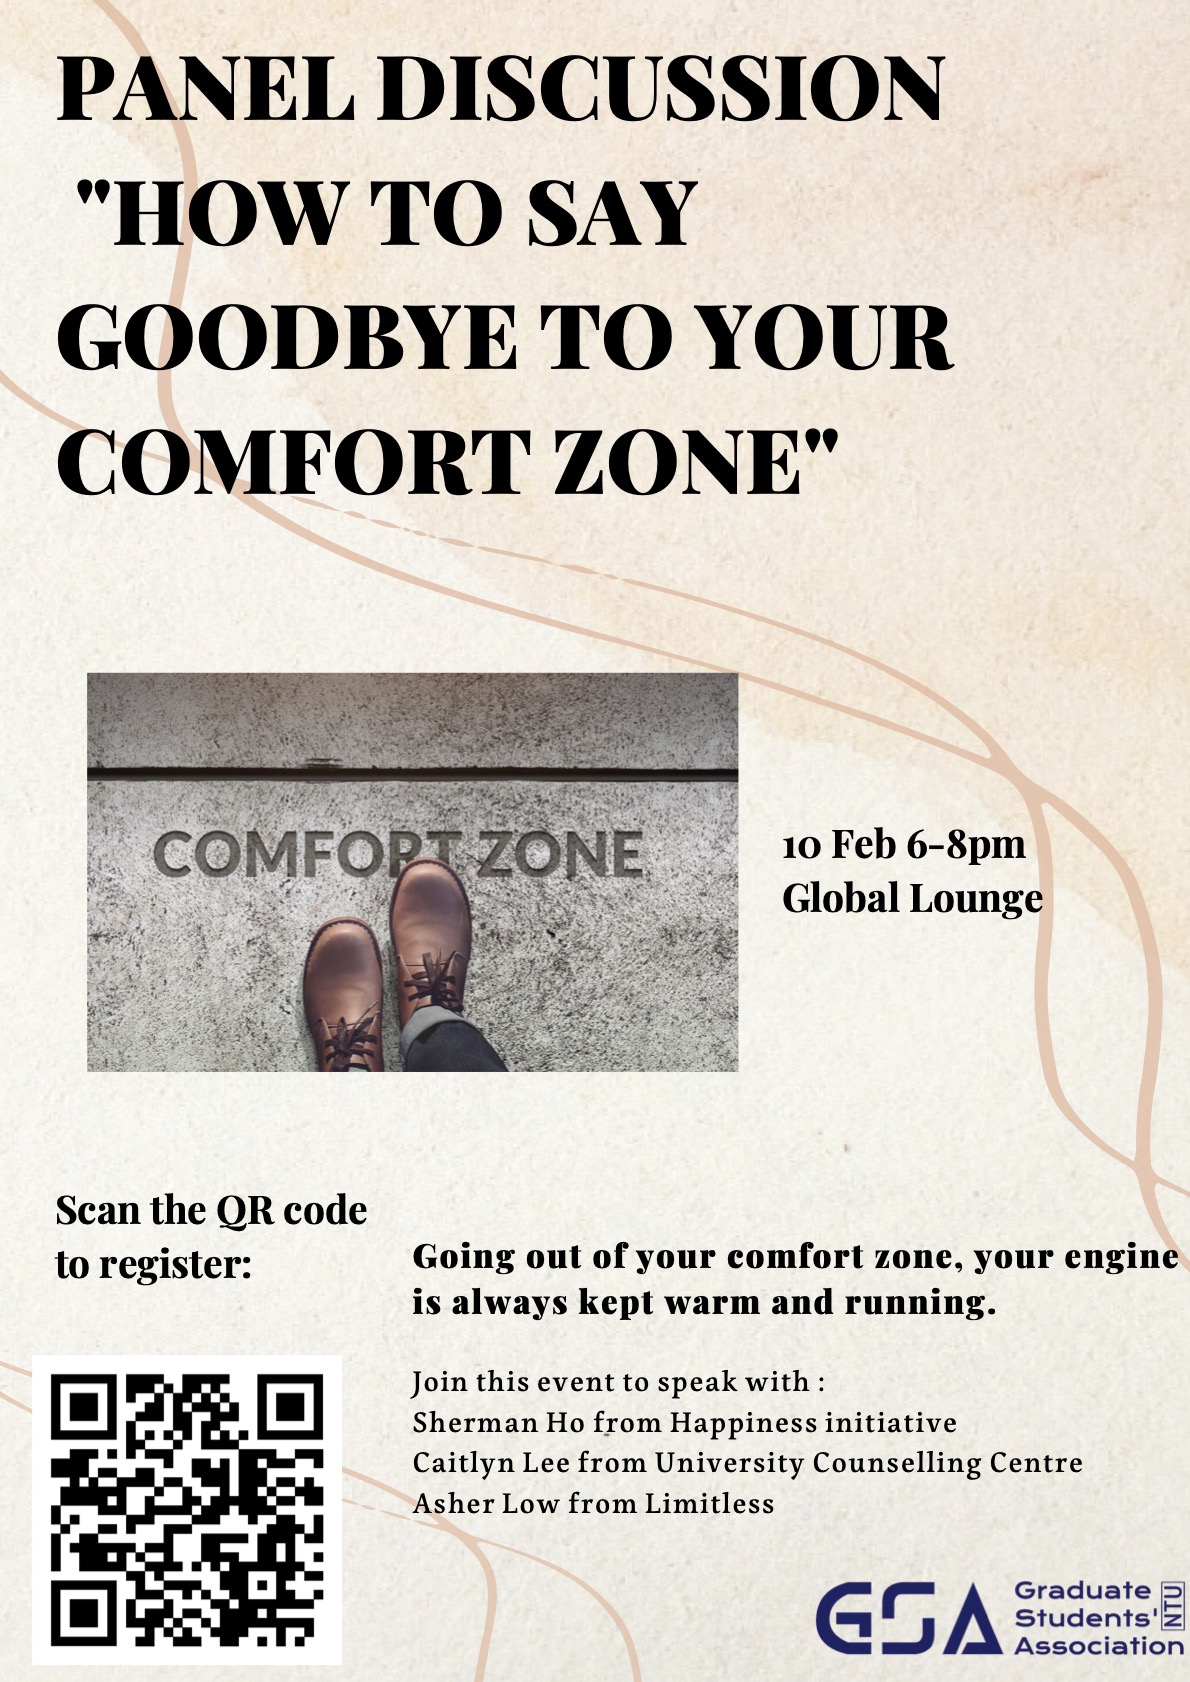 PANEL DISCUSSION
"HOW TO SAY
GOODBYE TO YOUR
COMFORT ZONE"
COMFORT ZONE
10 Feb 6-8pm
Global Lounge
Scan the QR code
to register:
Going out of your comfort zone, your engine
is always kept warm and running.
Join this event to speak with :
Sherman Ho from Happiness initiative
Caitlyn Lee from University Counselling Centre
Asher Low from Limitless
GSA
Graduate
Students'
Association
NTU